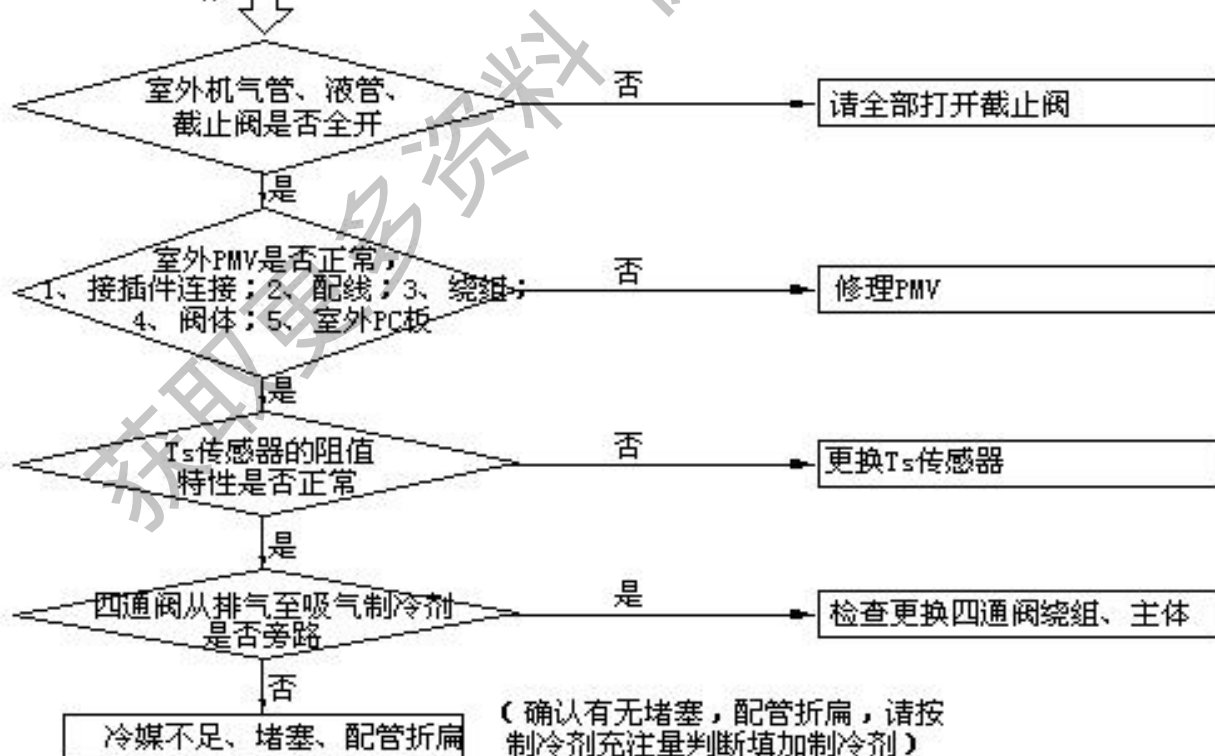 室外机气管、液管、
截止阀是否全开
否
请全部打开截止阀
是
室外PMV是否正常,
1、接插件连接;2、配线;3、绕组;
4、阀体;5、室外PC板
否
修理PMV
是
Ts传感器的阻值
特性是否正常
否
更换Ts传感器
是
四通阀从排气至吸气制冷剂
是否旁路
是
检查更换四通阀绕组、主体
否
冷媒不足、堵塞、配管折扁
(确认有无堵塞,配管折扁,请按
制冷剂充注量判断填加制冷剂)
获取更多资料